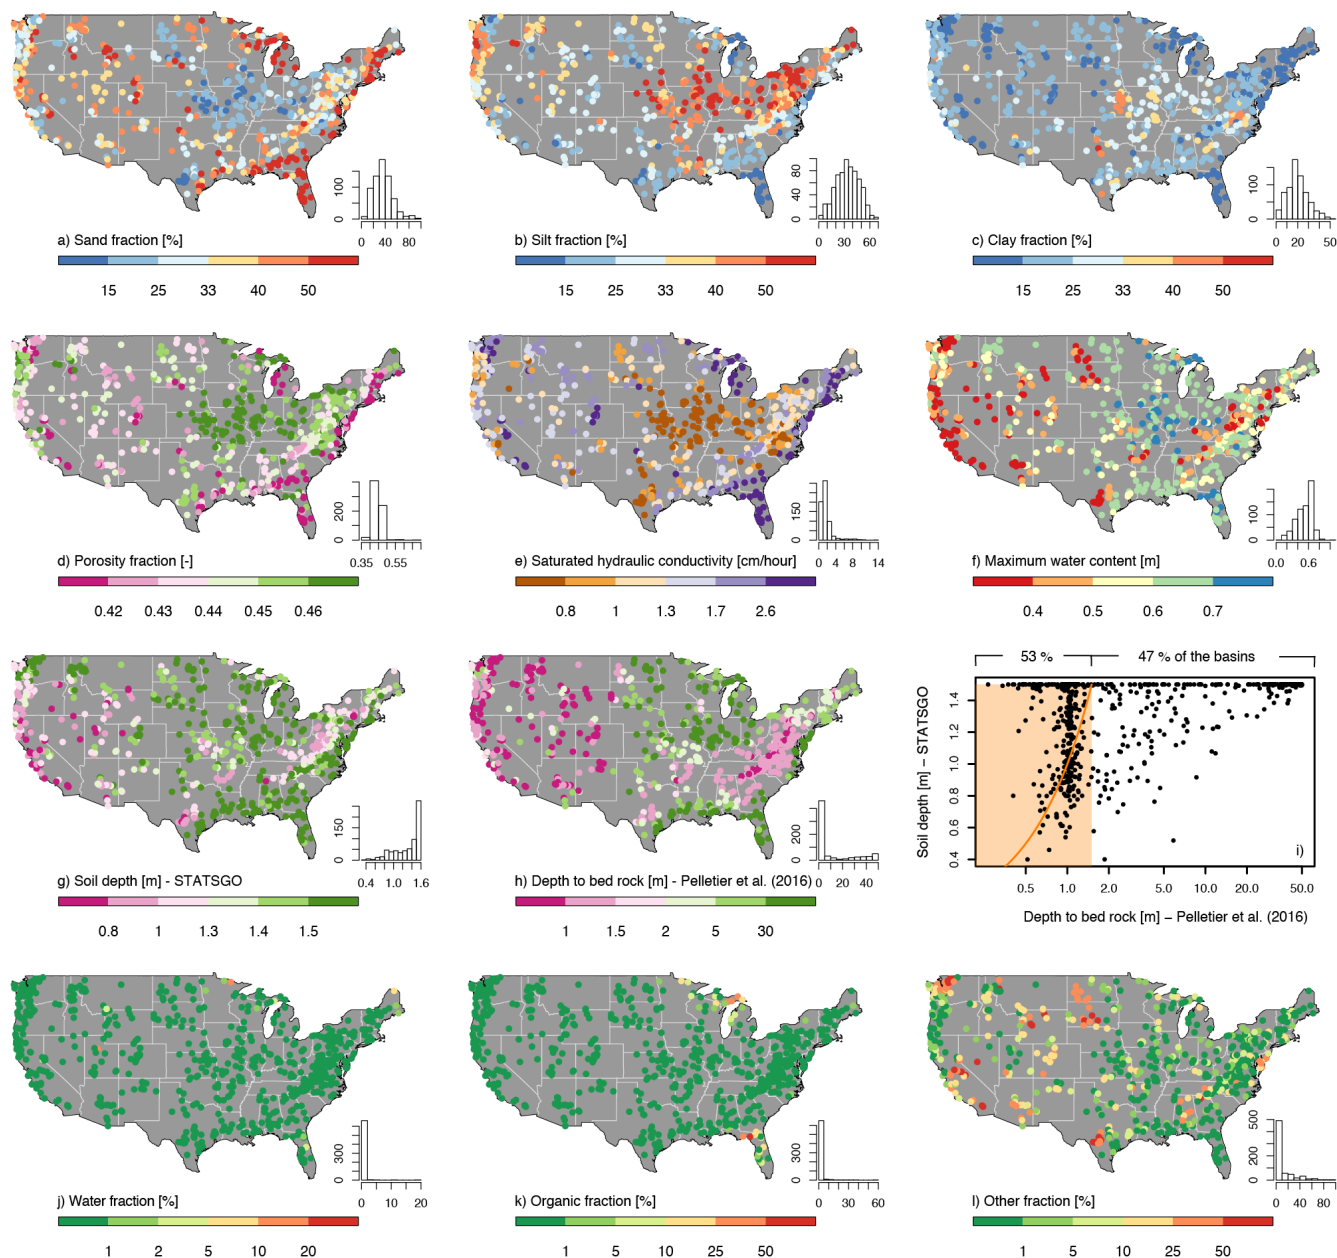 a) Sand fraction [%]
15 25 33 40 50
0 100
0 40 80
b) Silt fraction [%]
15 25 33 40 50
0 40 80
0 30 60
c) Clay fraction [%]
15 25 33 40 50
0 100
0 20 50
d) Porosity fraction [-]
0.42 0.43 0.44 0.45 0.46
0 200
0.35 0.55
e) Saturated hydraulic conductivity [cm/hour]
0.8 1 1.3 1.7 2.6
0 150
0 4 8 14
f) Maximum water content [m]
0.4 0.5 0.6 0.7
0 100
0.0 0.6
g) Soil depth [m] - STATSGO
0.8 1 1.3 1.4 1.5
0 150
0.4 1.0 1.6
h) Depth to bed rock [m] - Pelletier et al. (2016)
1 1.5 2 5 30
0 200
0 20 40
53 % 47 % of the basins
Soil depth [m] – STATSGO
0.4 0.6 0.8 1.0 1.2 1.4
i)
0.5 1.0 2.0 5.0 10.0 20.0 50.0
Depth to bed rock [m] – Pelletier et al. (2016)
j) Water fraction [%]
1 2 5 10 20
0 300
0 10 20
k) Organic fraction [%]
1 5 10 25 50
0 300
0 30 60
l) Other fraction [%]
1 5 10 25 50
0 200 500
0 40 80